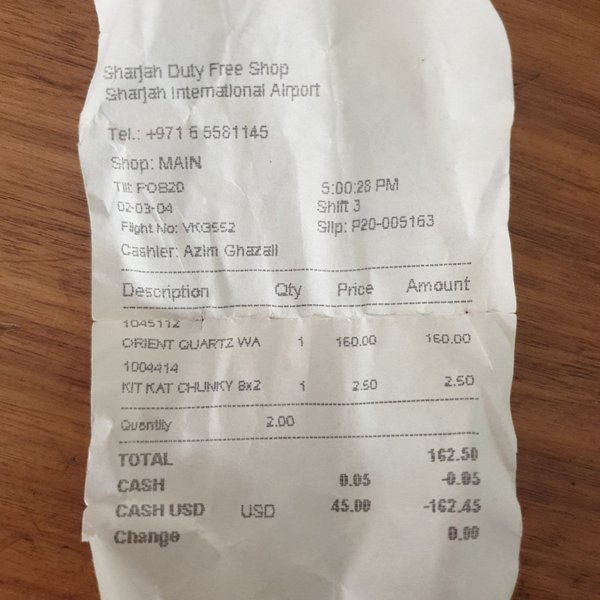 Sharjah Duty Free Shop
Sharjah International Airport
Tel.: +971 6 5581145
Shop: MAIN
Till: POS20 5:00:28 PM
02-03-04 Shift 3
Flight No: VKG552 Slip: P20-005163
Cashier: Azim Ghazali
Description Qty Price Amount
1045112
ORIENT QUARTZ WA 1 160.00 160.00
1004414
KIT KAT CHUNKY 8x2 1 2.50 2.50
Quantity 2.00
TOTAL 162.50
CASH 0.05 -0.05
CASH USD USD 45.00 -162.45
Change 0.00